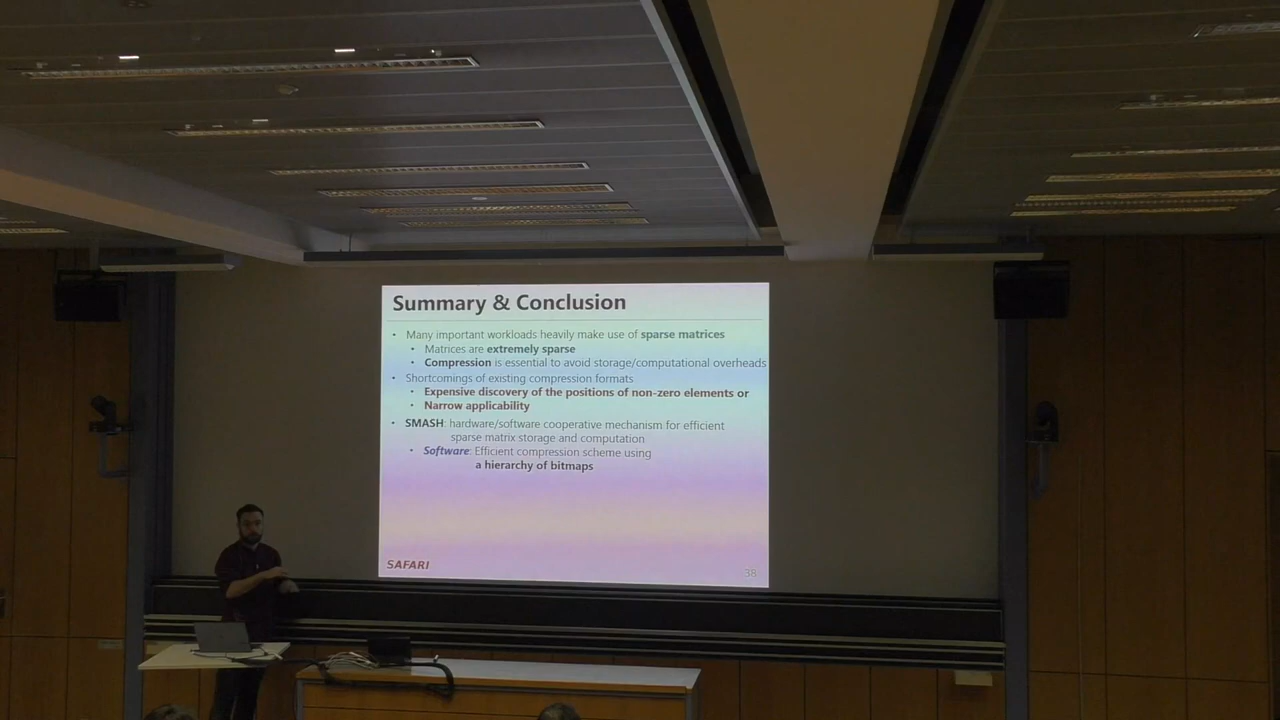 Summary & Conclusion
• Many important workloads heavily make use of sparse matrices
• Matrices are extremely sparse
• Compression is essential to avoid storage/computational overheads
• Shortcomings of existing compression formats
• Expensive discovery of the positions of non-zero elements or
• Narrow applicability
• SMASH: hardware/software cooperative mechanism for efficient
sparse matrix storage and computation
• Software: Efficient compression scheme using
a hierarchy of bitmaps
SAFARI
38